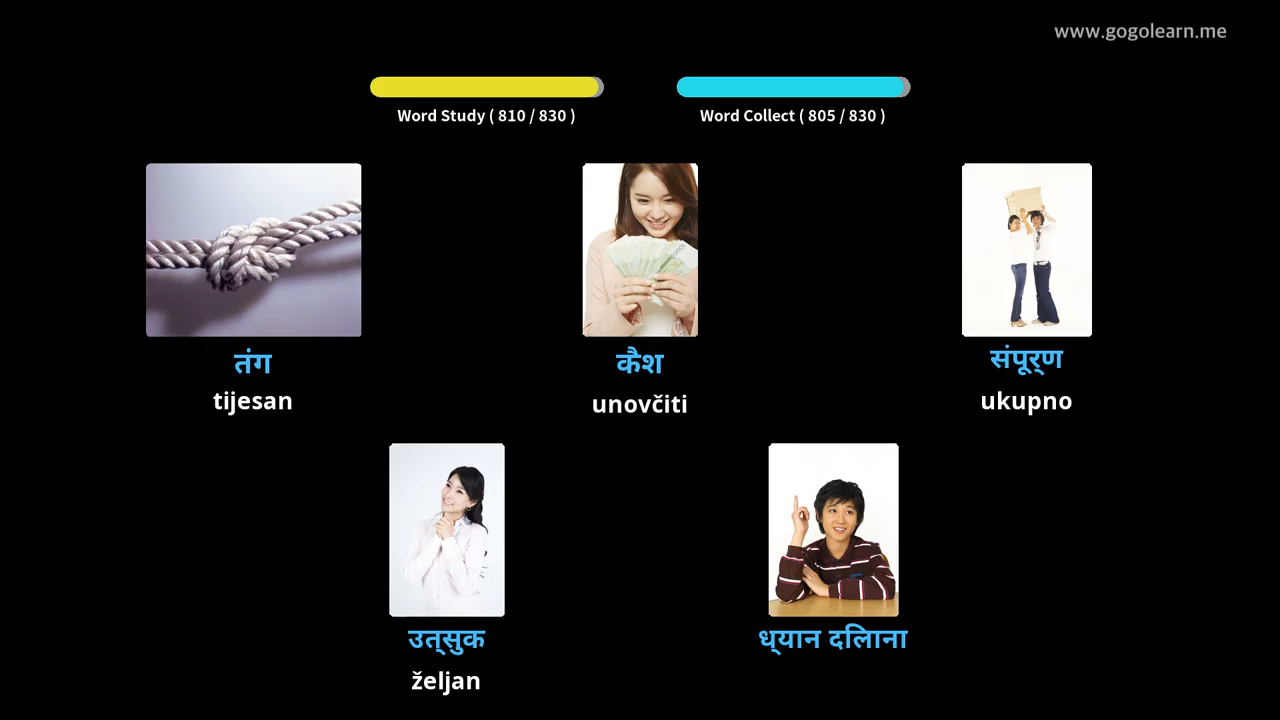 www.gogolearn.me
Word Study ( 810 / 830 )
Word Collect ( 805 / 830 )
तंग
कैश
संपूर्ण
tijesan
unovčiti
ukupno
उत्सुक
ध्यान दलिाना
željan